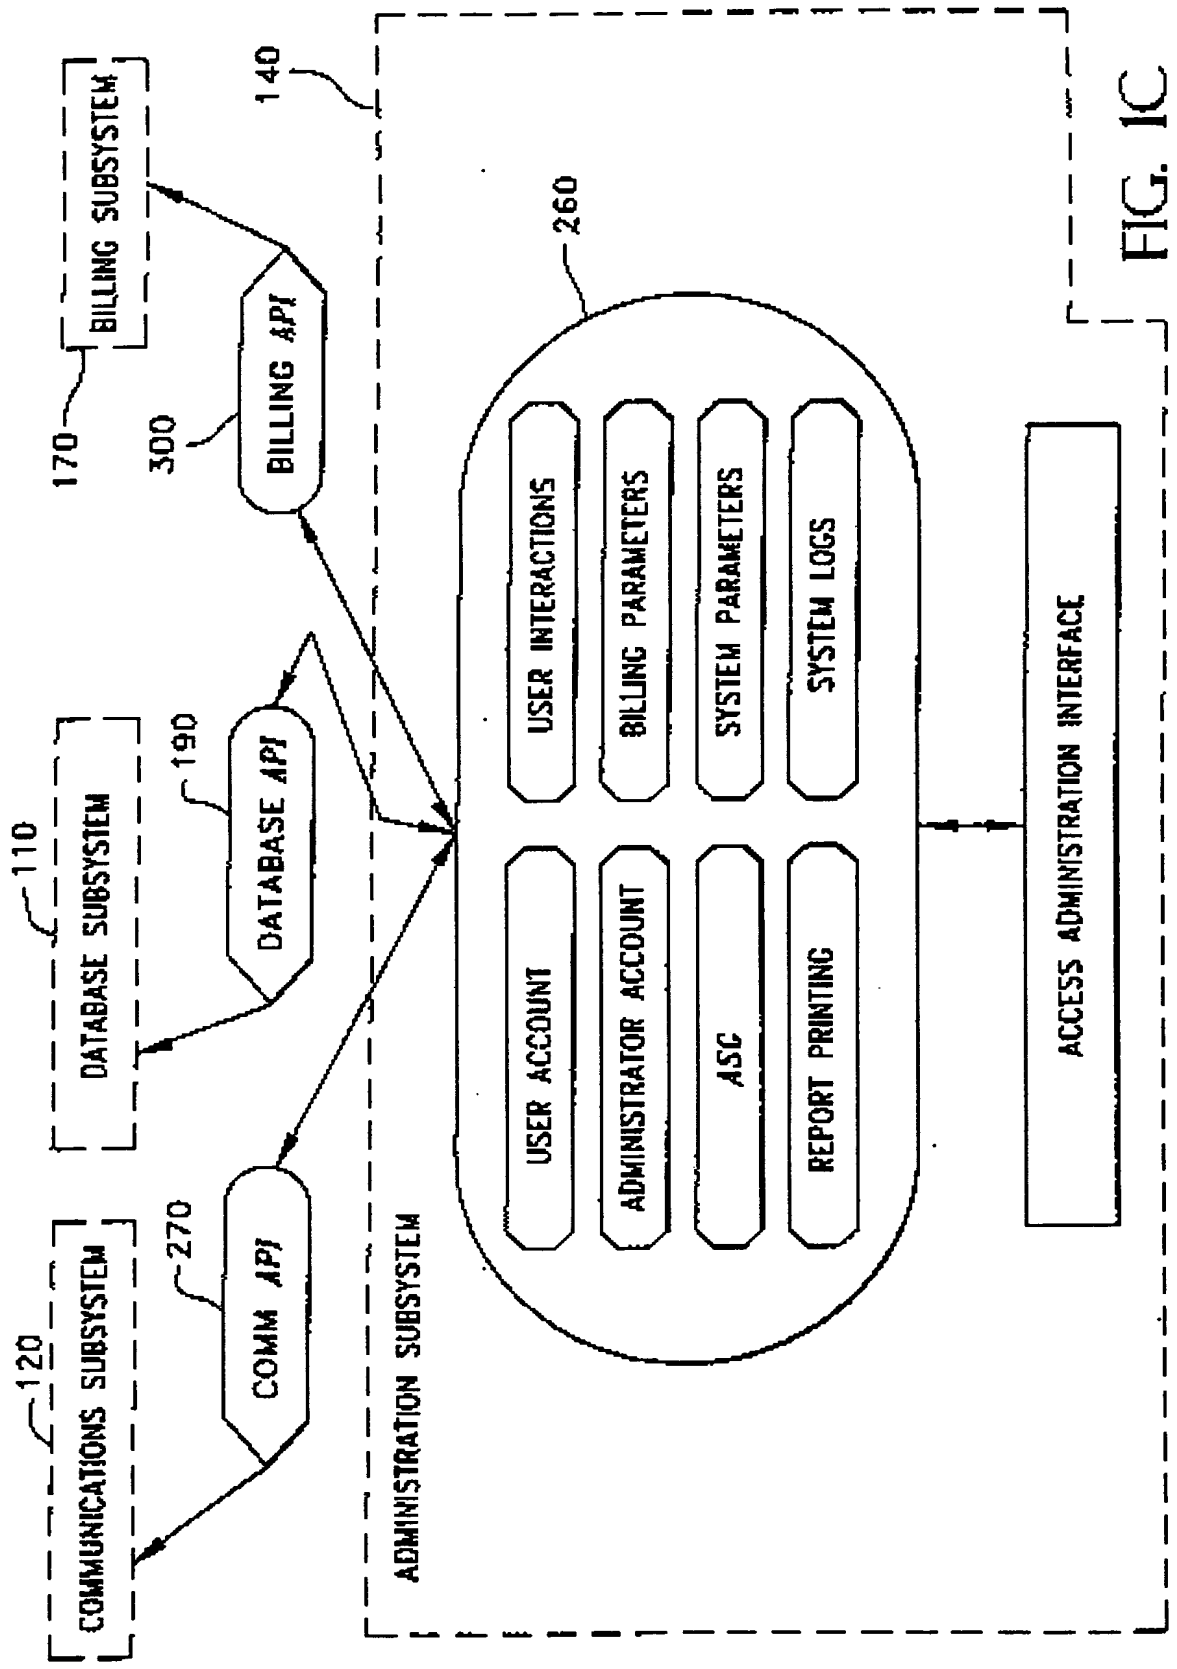 120
110
170
COMMUNICATIONS SUBSYSTEM
DATABASE SUBSYSTEM
BILLING SUBSYSTEM
270
190
300
COMM API
DATABASE API
BILLING API
140
ADMINISTRATION SUBSYSTEM
260
USER ACCOUNT
USER INTERACTIONS
ADMINISTRATOR ACCOUNT
BILLING PARAMETERS
ASG
SYSTEM PARAMETERS
REPORT PRINTING
SYSTEM LOGS
ACCESS ADMINISTRATION INTERFACE
FIG. 1C